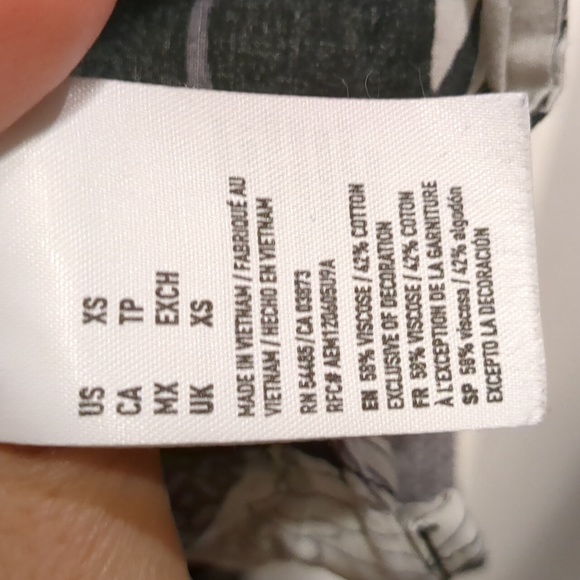 US XS
CA TP
MX EXCH
UK XS
MADE IN VIETNAM / FABRIQUÉ AU
VIETNAM / HECHO EN VIETNAM
RN 54485/CA 03873
RFC# AEM120605U9A
EN 58% VISCOSE / 42% COTTON
EXCLUSIVE OF DECORATION
FR 58% VISCOSE / 42% COTON
À L'EXCEPTION DE LA GARNITURE
SP 58% viscosa / 42% algodón
EXCEPTO LA DECORACIÓN